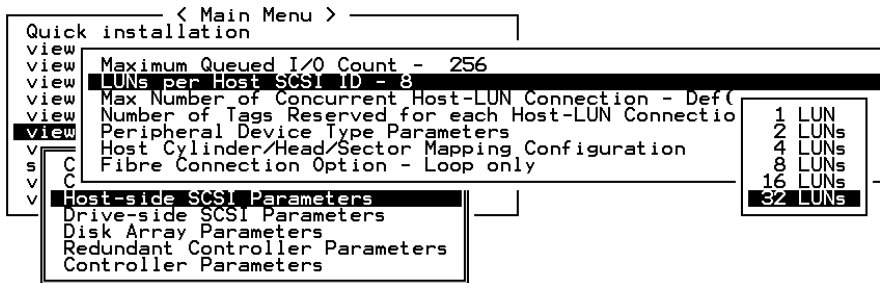 < Main Menu >
Quick installation
view
view
view
view
view
view
v
s
v
v
Maximum Queued I/O Count - 256
LUNs per Host SCSI ID - 8
Max Number of Concurrent Host-LUN Connection - Def(
Number of Tags Reserved for each Host-LUN Connectio
Peripheral Device Type Parameters
Host Cylinder/Head/Sector Mapping Configuration
Fibre Connection Option - Loop only
1 LUN
2 LUNs
4 LUNs
8 LUNs
16 LUNs
32 LUNs
C
C
Host-side SCSI Parameters
Drive-side SCSI Parameters
Disk Array Parameters
Redundant Controller Parameters
Controller Parameters